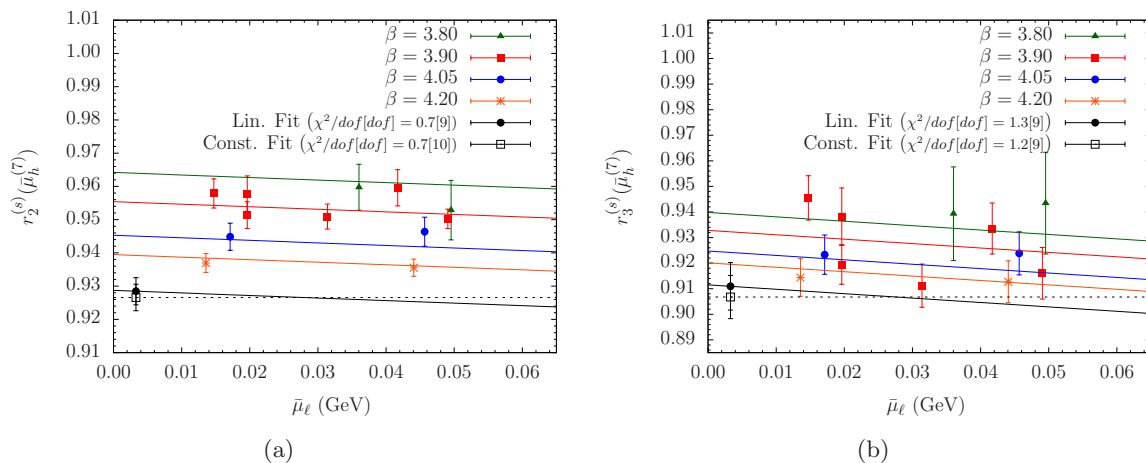 1.01
1.00
0.99
0.98
0.97
0.96
0.95
0.94
0.93
0.92
0.91
0.00 0.01 0.02 0.03 0.04 0.05 0.06
r₂⁽ˢ⁾(μ̄ₕ⁽⁷⁾)
μ̄_ℓ (GeV)
β = 3.80
β = 3.90
β = 4.05
β = 4.20
Lin. Fit (χ²/dof[dof] = 0.7[9])
Const. Fit (χ²/dof[dof] = 0.7[10])
(a)
1.01
1.00
0.99
0.98
0.97
0.96
0.95
0.94
0.93
0.92
0.91
0.90
0.89
0.00 0.01 0.02 0.03 0.04 0.05 0.06
r₃⁽ˢ⁾(μ̄ₕ⁽⁷⁾)
μ̄_ℓ (GeV)
β = 3.80
β = 3.90
β = 4.05
β = 4.20
Lin. Fit (χ²/dof[dof] = 1.3[9])
Const. Fit (χ²/dof[dof] = 1.2[9])
(b)